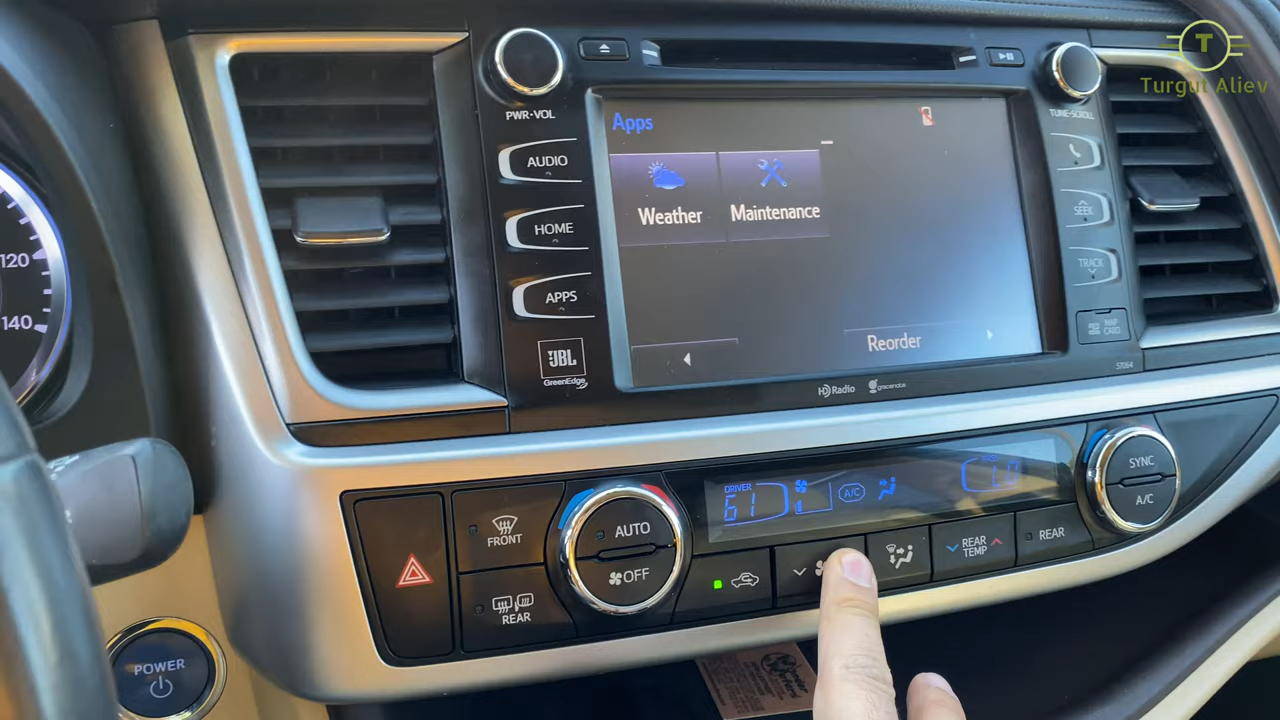 T
Turgut Aliev
PWR•VOL
TUNE•SCROLL
AUDIO
HOME
APPS
JBL
GreenEdge
Apps
Weather
Maintenance
Reorder
SEEK
TRACK
MAP
CARD
57064
HD Radio
gracenote
120
140
POWER
FRONT
REAR
AUTO
OFF
DRIVER
61
A/C
REAR
TEMP
REAR
SYNC
A/C